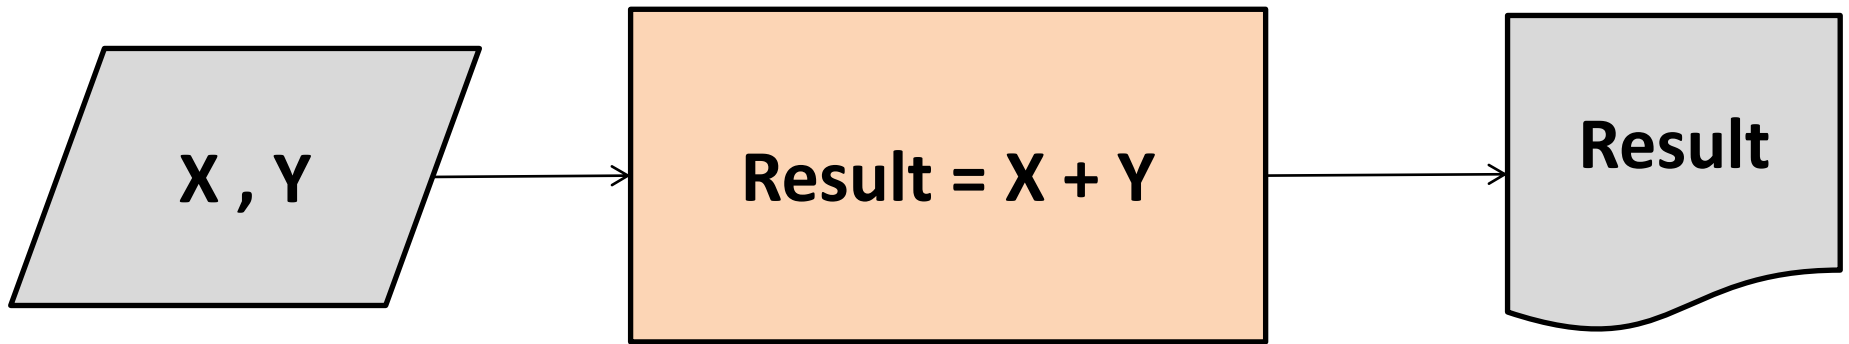 X , Y
Result = X + Y
Result